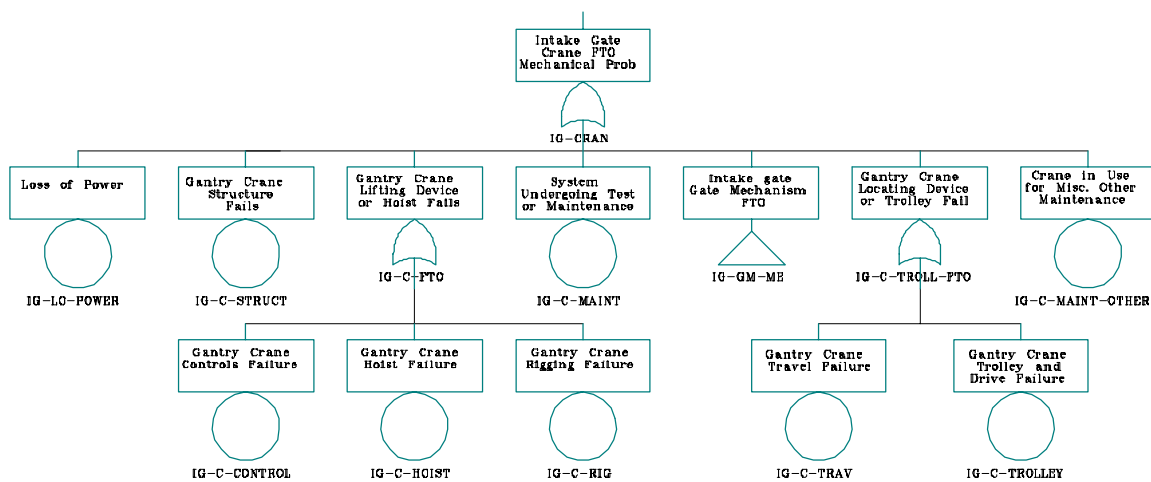 Intake Gate
Crane FTO
Mechanical Prob
IG-CRAN
Loss of Power
IG-LO-POWER
Gantry Crane
Structure
Fails
IG-C-STRUCT
Gantry Crane
Lifting Device
or Hoist Fails
IG-C-FTO
System
Undergoing Test
or Maintenance
IG-C-MAINT
Intake gate
Gate Mechanism
FTO
IG-GM-ME
Gantry Crane
Locating Device
or Trolley Fail
IG-C-TROLL-FTO
Crane in Use
for Misc. Other
Maintenance
IG-C-MAINT-OTHER
Gantry Crane
Controls Failure
IG-C-CONTROL
Gantry Crane
Hoist Failure
IG-C-HOIST
Gantry Crane
Rigging Failure
IG-C-RIG
Gantry Crane
Travel Failure
IG-C-TRAV
Gantry Crane
Trolley and
Drive Failure
IG-C-TROLLEY